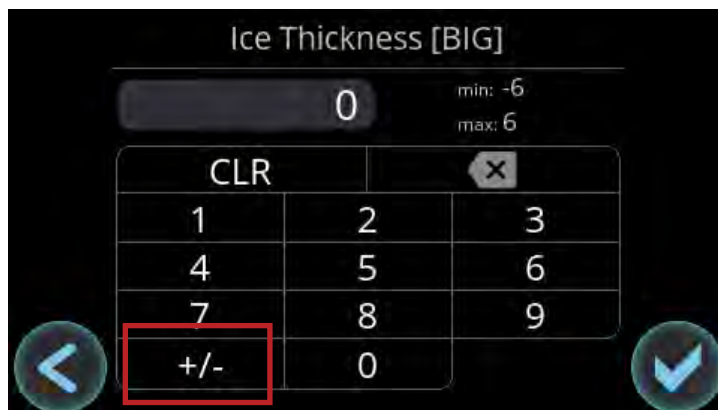 Ice Thickness [BIG]
0
min: -6
max: 6
CLR
1 2 3
4 5 6
7 8 9
+/- 0